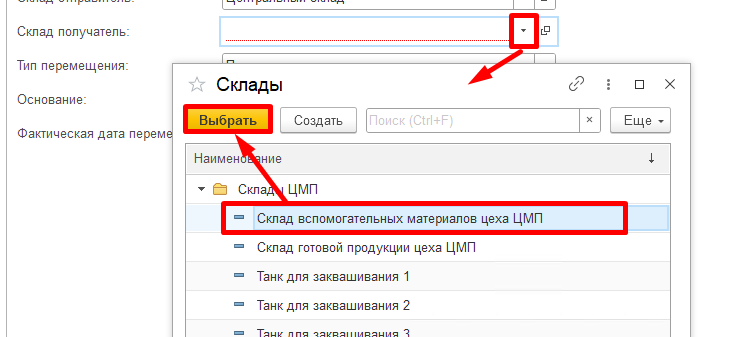 Склад отправитель: Центральный склад
Склад получатель:
Тип перемещения:
Склады
Основание:
Выбрать Создать Поиск (Ctrl+F) × Еще
Фактическая дата переме
Наименование ↓
Склады ЦМП
Склад вспомогательных материалов цеха ЦМП
Склад готовой продукции цеха ЦМП
Танк для заквашивания 1
Танк для заквашивания 2
Танк для заквашивания 3